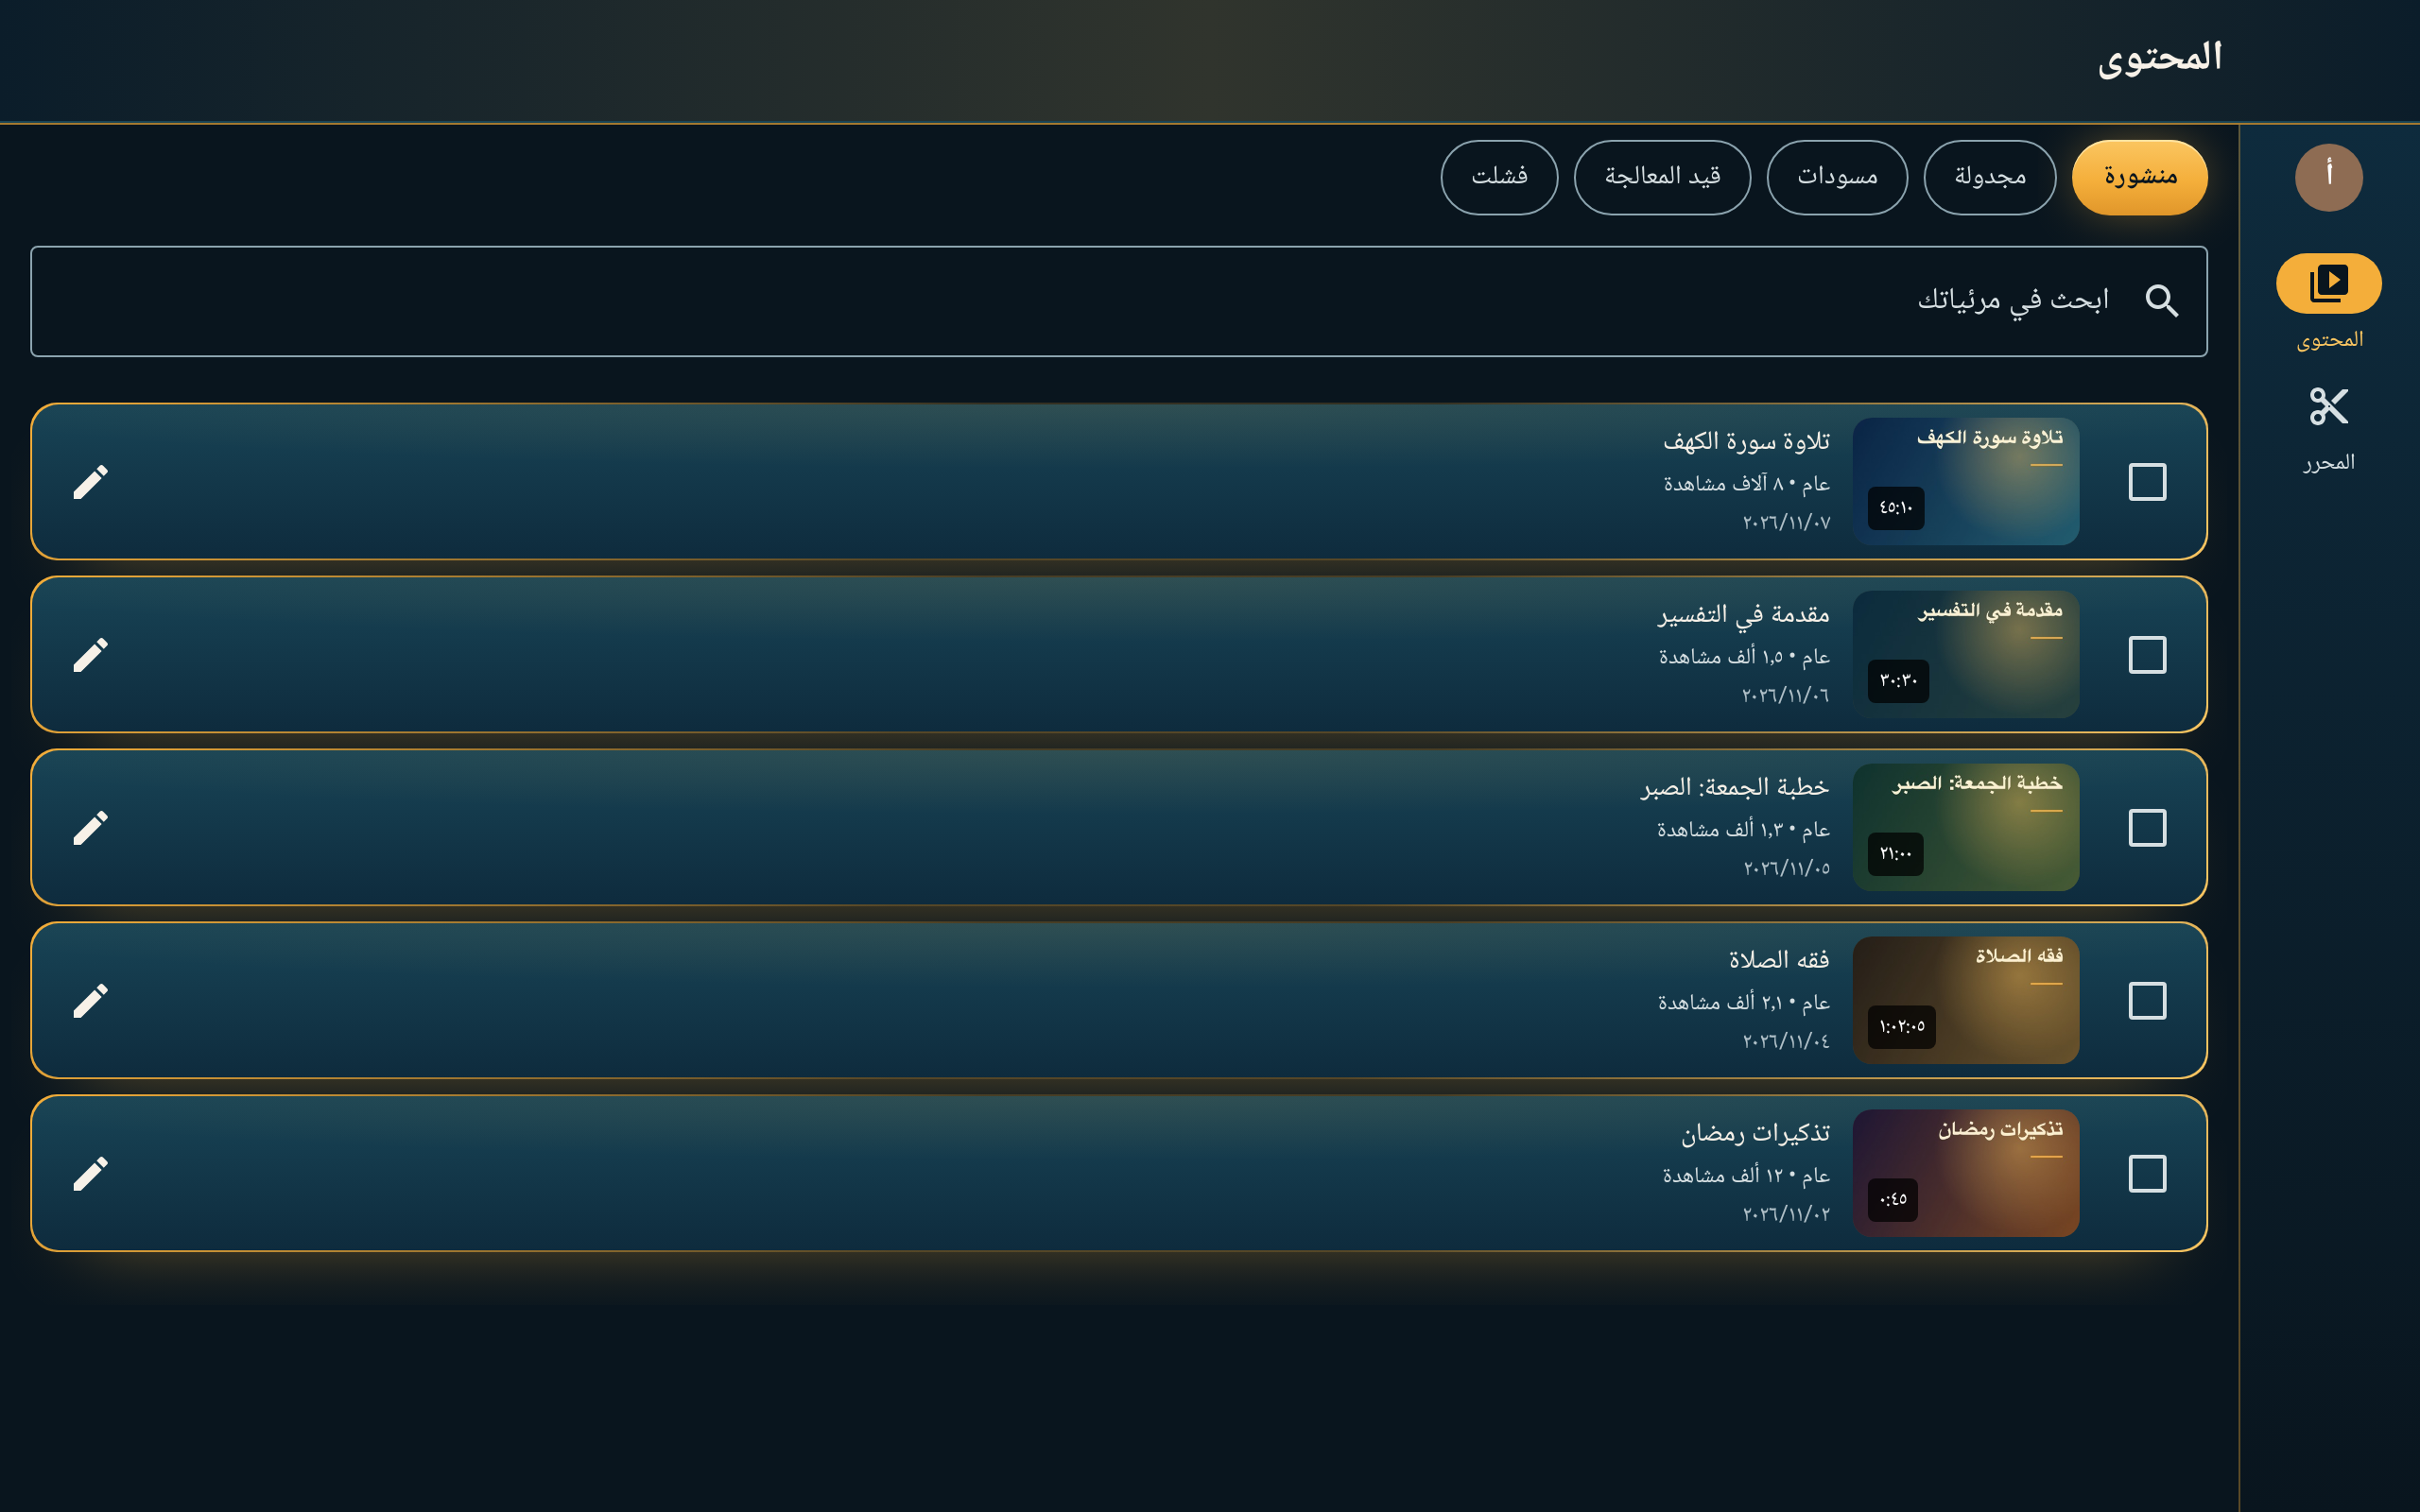 المحتوى
أ
المحتوى
المحرر
منشورة
مجدولة
مسودات
قيد المعالجة
فشلت
ابحث في مرئياتك
تلاوة سورة الكهف
٤٥:١٠
تلاوة سورة الكهف
عام • ٨ آلاف مشاهدة
٢٠٢٦/١١/٠٧
مقدمة في التفسير
٣٠:٣٠
مقدمة في التفسير
عام • ١,٥ ألف مشاهدة
٢٠٢٦/١١/٠٦
خطبة الجمعة: الصبر
٢١:٠٠
خطبة الجمعة: الصبر
عام • ١,٣ ألف مشاهدة
٢٠٢٦/١١/٠٥
فقه الصلاة
١:٠٢:٠٥
فقه الصلاة
عام • ٢,١ ألف مشاهدة
٢٠٢٦/١١/٠٤
تذكيرات رمضان
٠:٤٥
تذكيرات رمضان
عام • ١٢ ألف مشاهدة
٢٠٢٦/١١/٠٢